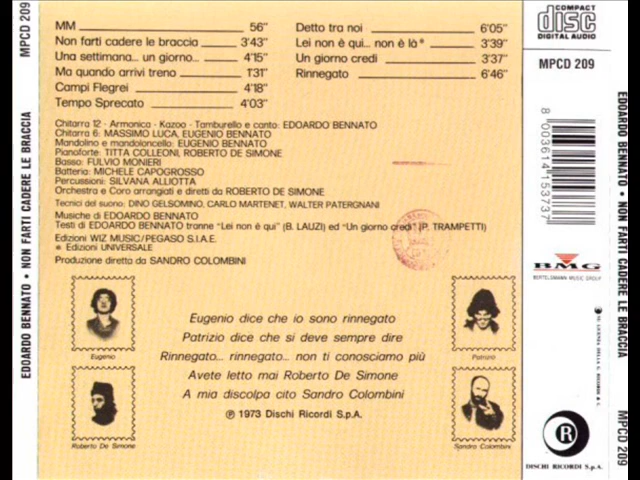 MPCD 209
EDOARDO BENNATO • NON FARTI CADERE LE BRACCIA
MM 56"
Non farti cadere le braccia 3'43"
Una settimana... un giorno... 4'15"
Ma quando arrivi treno 1'31"
Campi Flegrei 4'18"
Tempo Sprecato 4'03"
Detto tra noi 6'05"
Lei non è qui... non è là* 3'39"
Un giorno credi 3'37"
Rinnegato 6'46"
Chitarra 12 - Armonica - Kazoo - Tamburello e canto: EDOARDO BENNATO
Chitarra 6: MASSIMO LUCA, EUGENIO BENNATO
Mandolino e mandoloncello: EUGENIO BENNATO
Pianoforte: TITTA COLLEONI, ROBERTO DE SIMONE
Basso: FULVIO MONIERI
Batteria: MICHELE CAPOGROSSO
Percussioni: SILVANA ALLIOTTA
Orchestra e Coro arrangiati e diretti da ROBERTO DE SIMONE
Tecnici del suono: DINO GELSOMINO, CARLO MARTENET, WALTER PATERGNANI
Musiche di EDOARDO BENNATO
Testi di EDOARDO BENNATO tranne "Lei non è qui" (B. LAUZI) ed "Un giorno credi" (P. TRAMPETTI)
Edizioni WIZ MUSIC/PEGASO S.I.A.E.
* Edizioni UNIVERSALE
Produzione diretta da SANDRO COLOMBINI
Eugenio dice che io sono rinnegato
Patrizio dice che si deve sempre dire
Rinnegato... rinnegato... non ti conosciamo più
Avete letto mai Roberto De Simone
A mia discolpa cito Sandro Colombini
℗ 1973 Dischi Ricordi S.p.A.
Eugenio
Roberto De Simone
Patrizio
Sandro Colombini
COMPACT
disc
DIGITAL AUDIO
MPCD 209
8 003614 153737
BMG
BERTELSMANN MUSIC GROUP
R
DISCHI RICORDI S.p.A.
EDOARDO BENNATO • NON FARTI CADERE LE BRACCIA
MPCD 209